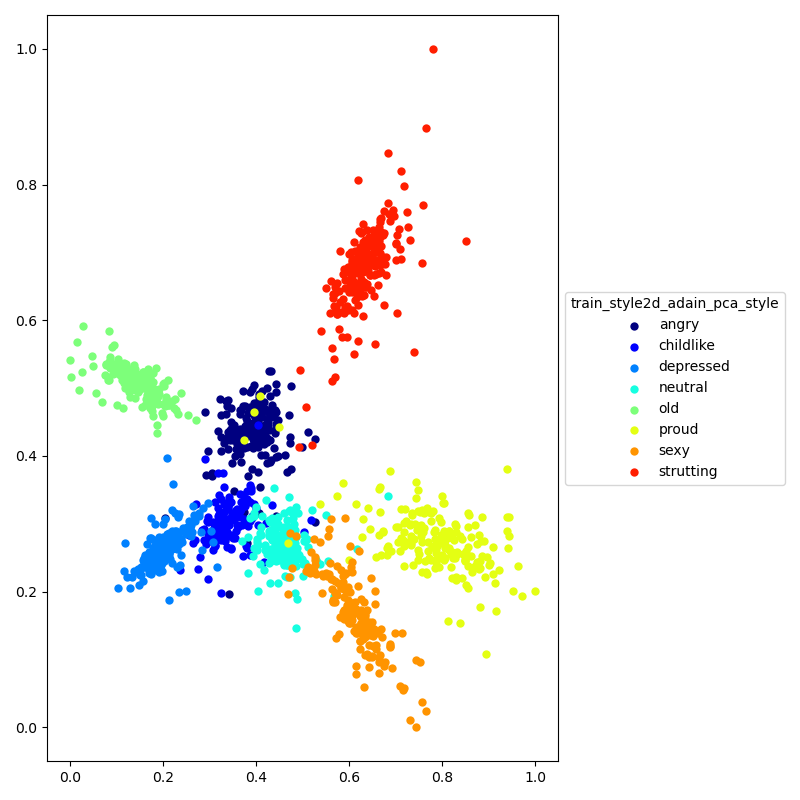 1.0
0.8
0.6
0.4
0.2
0.0
0.0 0.2 0.4 0.6 0.8 1.0
train_style2d_adain_pca_style
angry
childlike
depressed
neutral
old
proud
sexy
strutting